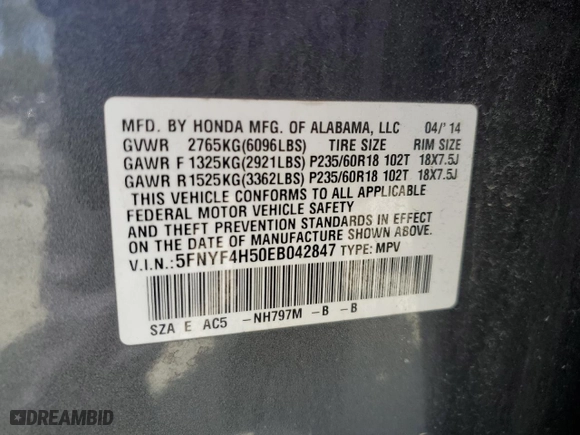 MFD. BY HONDA MFG. OF ALABAMA, LLC 04/'14
GVWR 2765KG(6096LBS) TIRE SIZE RIM SIZE
GAWR F 1325KG(2921LBS) P235/60R18 102T 18X7.5J
GAWR R 1525KG(3362LBS) P235/60R18 102T 18X7.5J
THIS VEHICLE CONFORMS TO ALL APPLICABLE
FEDERAL MOTOR VEHICLE SAFETY
AND THEFT PREVENTION STANDARDS IN EFFECT
ON THE DATE OF MANUFACTURE SHOWN ABOVE.
V.I.N.:5FNYF4H50EB042847 TYPE: MPV
SZA E AC5 -NH797M -B -B
DREAMBID